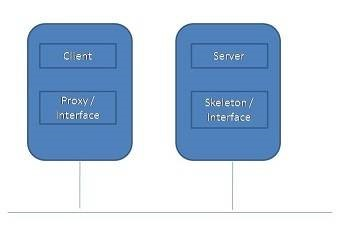 Client
Proxy /
Interface
Server
Skeleton /
Interface